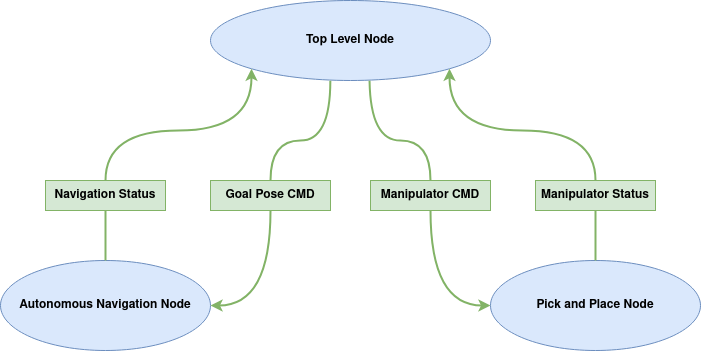 Top Level Node
Navigation Status
Goal Pose CMD
Manipulator CMD
Manipulator Status
Autonomous Navigation Node
Pick and Place Node